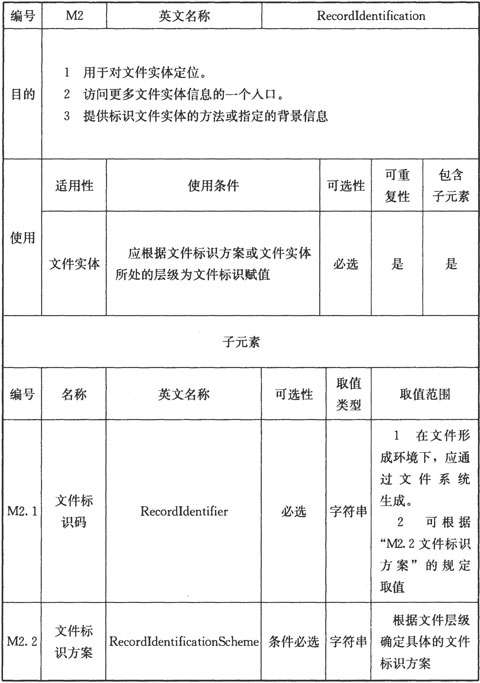 编号 M2 英文名称 RecordIdentification
目的
1 用于对文件实体定位。
2 访问更多文件实体信息的一个人口。
3 提供标识文件实体的方法或指定的背景信息
使用
适用性 使用条件 可选性 可重 包含
复性 子元素
文件实体 应根据文件标识方案或文件实体 必选 是 是
所处的层级为文件标识赋值
子元素
编号 名称 英文名称 可选性 取值 取值范围
类型
M2.1 文件标 RecordIdentifier 必选 字符串
识码
1 在文件形
成环境下，应通
过文件系统
生成。
2 可根据
“M2.2文件标识
方案”的规定
取值
M2.2 文件标 RecordIdentificationScheme 条件必选 字符串
识方案
根据文件层级
确定具体的文件
标识方案